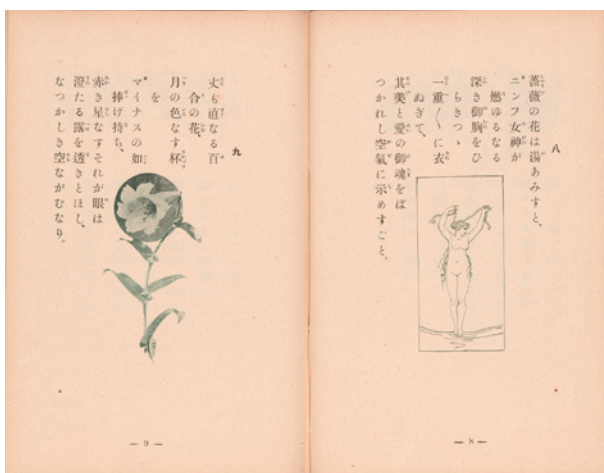 八
薔薇の花は湯あみすと、
ニンフ女神が
燃ゆるなる
深き御胸をひ
らきつゝ
一重〳〵に衣
ぬぎて、
其美と愛の御魂をば
つかれし空氣に示めすごと。
— 8 —
九
丈も直なる百
合の花、
月の色なす杯
を
マイナスの如
捧げ持ち、
赤き星なすそれが眼は
澄たる露を透きとほし、
なつかしき空ながむなり。
— 9 —